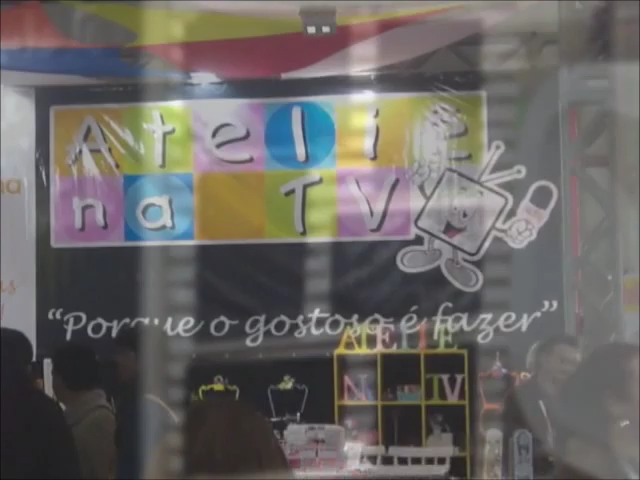 Atelie
na TV
"Porque o gostoso é fazer"
ATELIE
N TV